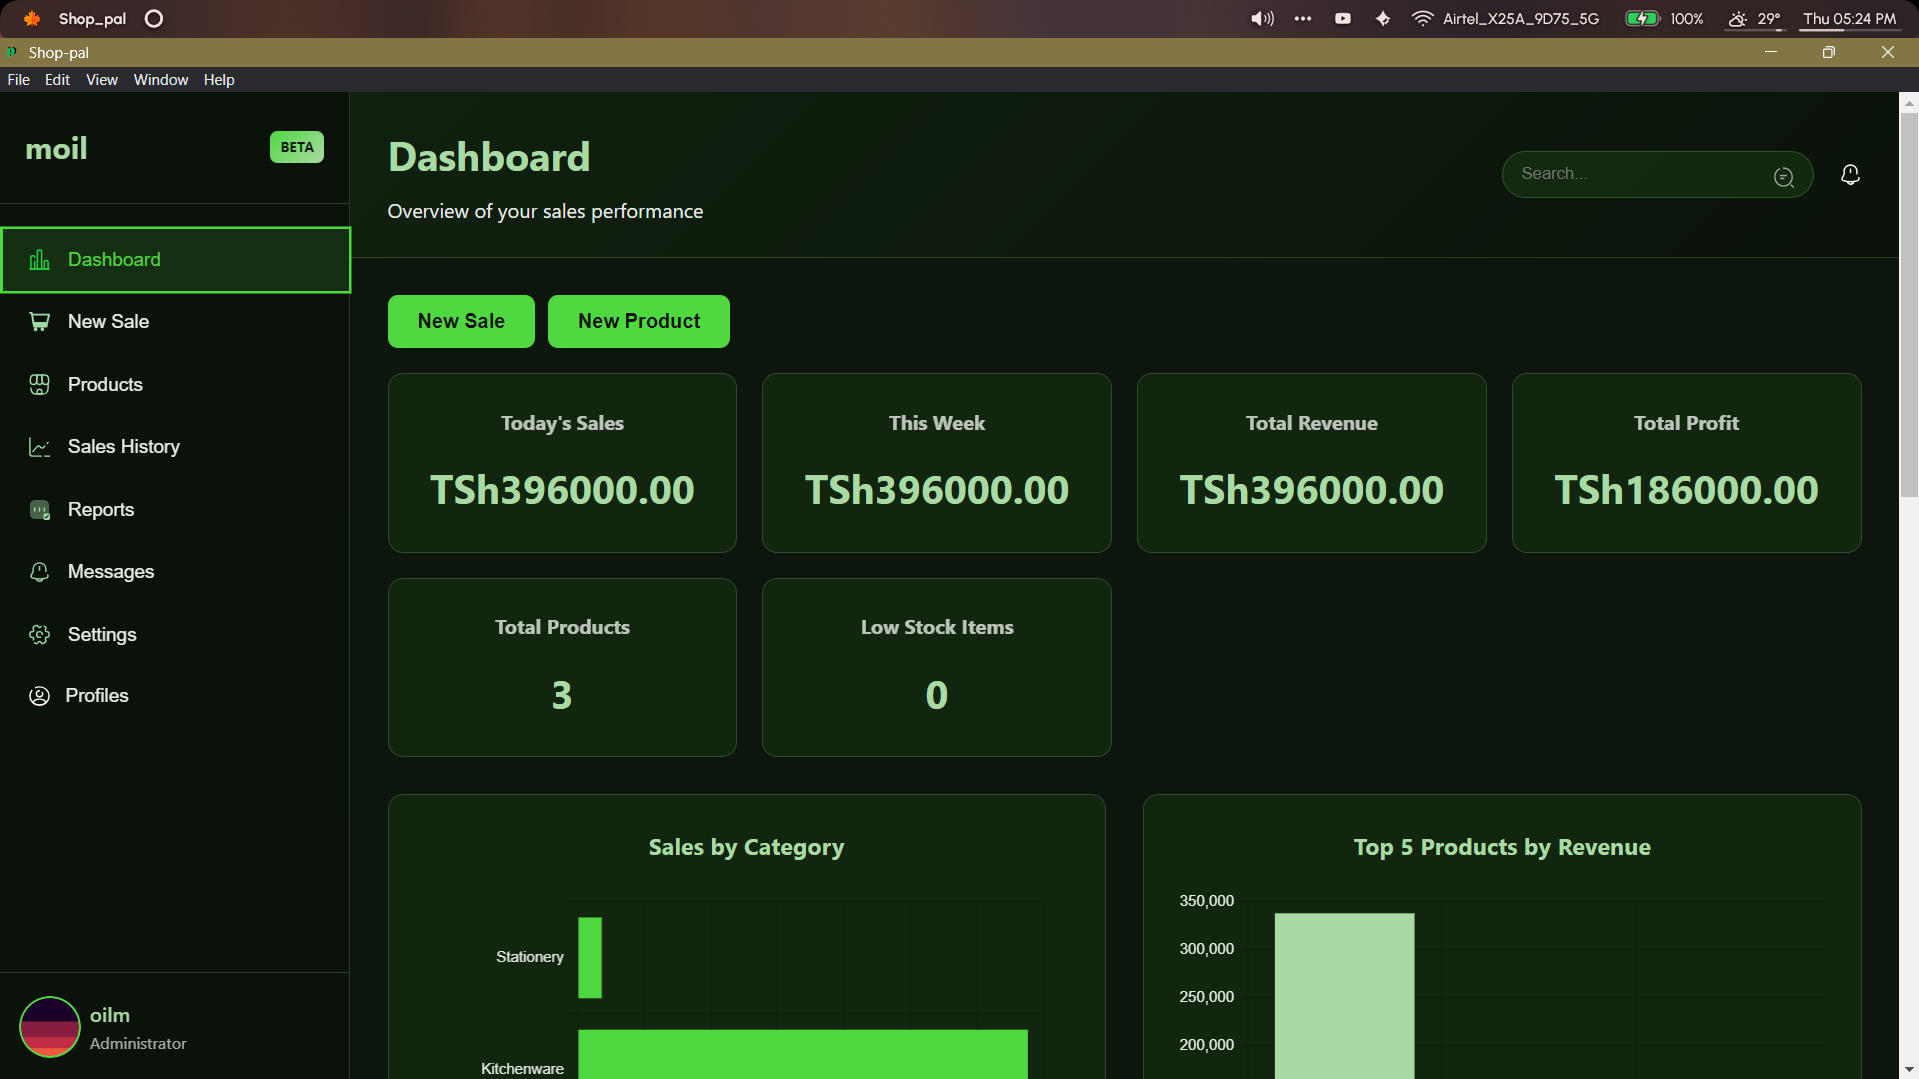 Shop_pal
Airtel_X25A_9D75_5G
100%
29°
Thu 05:24 PM
Shop-pal
File Edit View Window Help
moil
BETA
Dashboard
New Sale
Products
Sales History
Reports
Messages
Settings
Profiles
oilm
Administrator
Dashboard
Overview of your sales performance
Search...
New Sale
New Product
Today's Sales
TSh396000.00
This Week
TSh396000.00
Total Revenue
TSh396000.00
Total Profit
TSh186000.00
Total Products
3
Low Stock Items
0
Sales by Category
Stationery
Kitchenware
Top 5 Products by Revenue
350,000
300,000
250,000
200,000